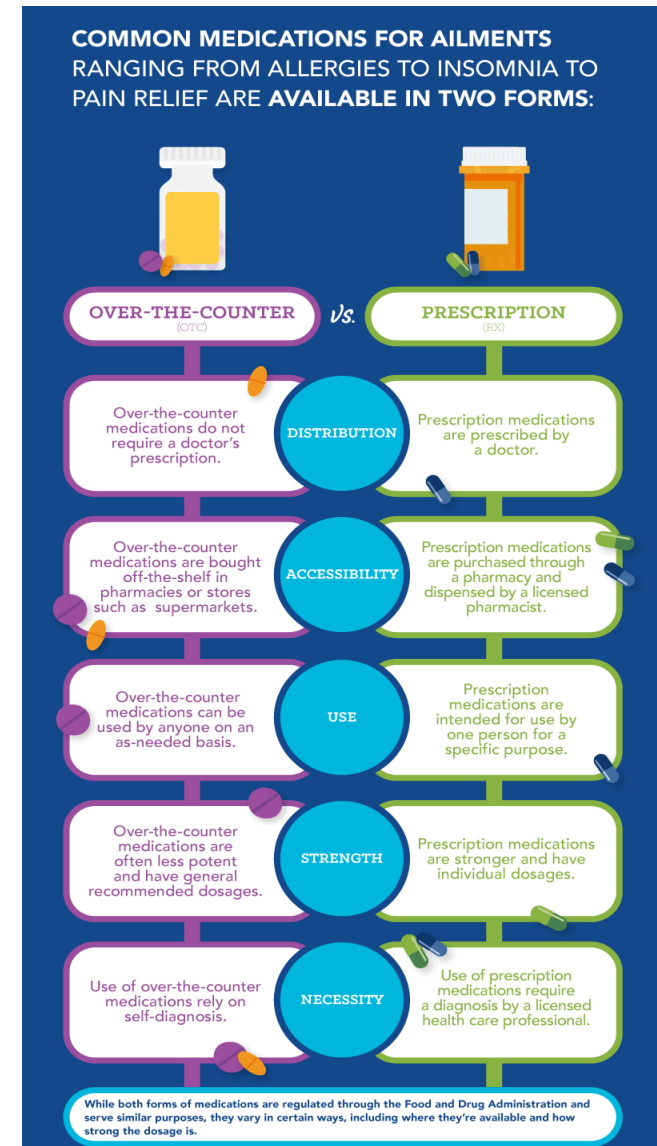 COMMON MEDICATIONS FOR AILMENTS
RANGING FROM ALLERGIES TO INSOMNIA TO
PAIN RELIEF ARE AVAILABLE IN TWO FORMS:
OVER-THE-COUNTER
(OTC)
vs.
PRESCRIPTION
(RX)
Over-the-counter
medications do not
require a doctor's
prescription.
DISTRIBUTION
Prescription medications
are prescribed by
a doctor.
Over-the-counter
medications are bought
off-the-shelf in
pharmacies or stores
such as supermarkets.
ACCESSIBILITY
Prescription medications
are purchased through
a pharmacy and
dispensed by a licensed
pharmacist.
Over-the-counter
medications can be
used by anyone on an
as-needed basis.
USE
Prescription
medications are
intended for use by
one person for a
specific purpose.
Over-the-counter
medications are
often less potent
and have general
recommended dosages.
STRENGTH
Prescription medications
are stronger and have
individual dosages.
Use of over-the-counter
medications rely on
self-diagnosis.
NECESSITY
Use of prescription
medications require
a diagnosis by a licensed
health care professional.
While both forms of medications are regulated through the Food and Drug Administration and
serve similar purposes, they vary in certain ways, including where they're available and how
strong the dosage is.